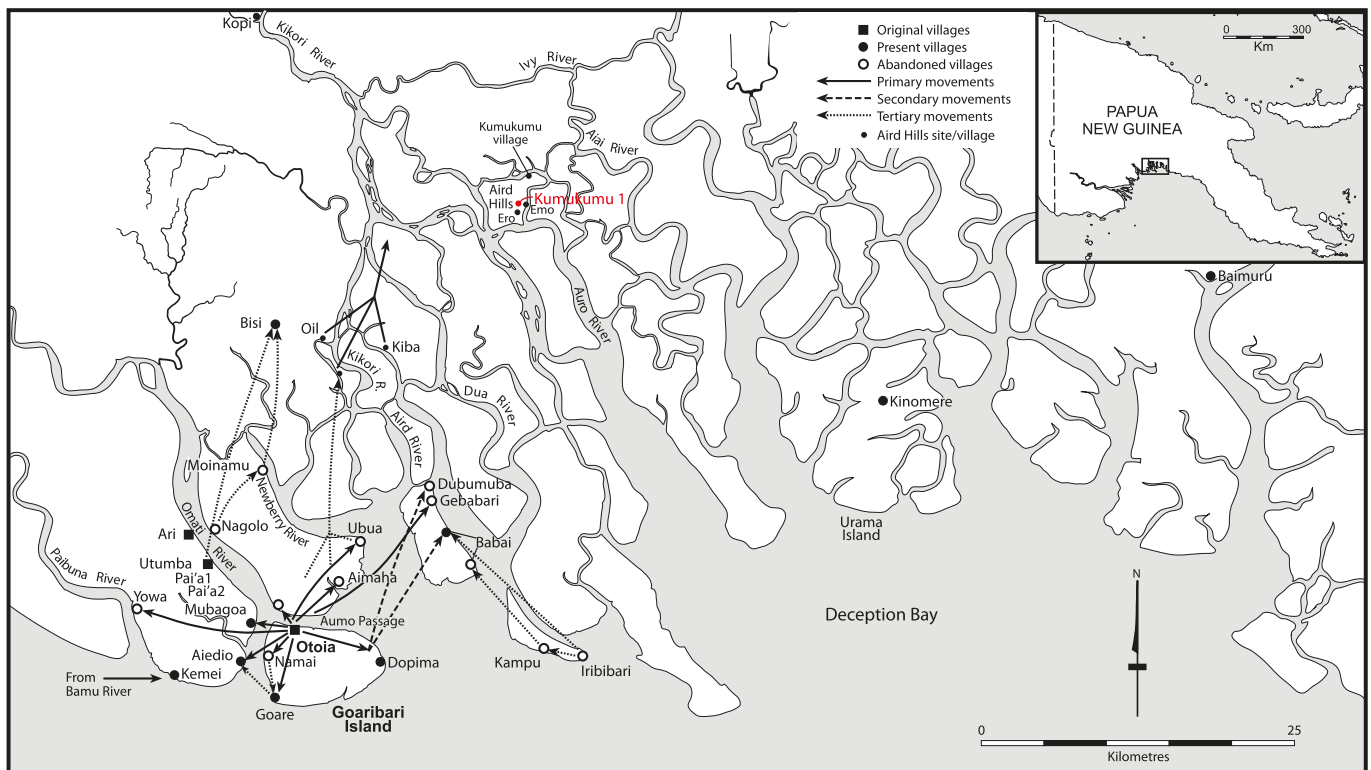 Kopi
Kikori River
Ivy River
Original villages
Present villages
Abandoned villages
Primary movements
Secondary movements
Tertiary movements
Aird Hills site/village
0 300
Km
PAPUA
NEW GUINEA
Kumukumu
village
Aiai River
Aird
Hills
Kumukumu 1
Emo
Ero
Baimuru
Auro River
Bisi
Oil
Kiba
Kikori R.
Dua River
Aird River
Kinomere
Moinamu
Newberry River
Dubumuba
Gebabari
Urama
Island
Omati River
Nagolo
Ari
Ubua
Babai
Utumba
Pai'a1
Pai'a2
Paibuna River
Aimaha
Yowa
Mubagoa
Aumo Passage
Deception Bay
N
Otoia
Aiedio
Namai
Dopima
Kampu
Iribibari
From
Bamu River
Kemei
Goare
Goaribari
Island
0 25
Kilometres